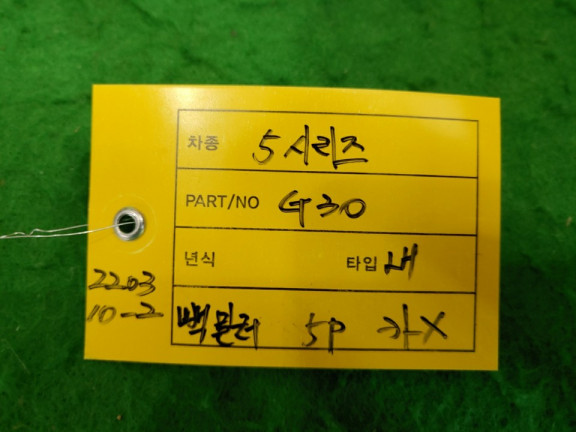 차종 5시리즈
PART/NO G30
년식 타입 내
백밀러 5P 가X
2203
10-2